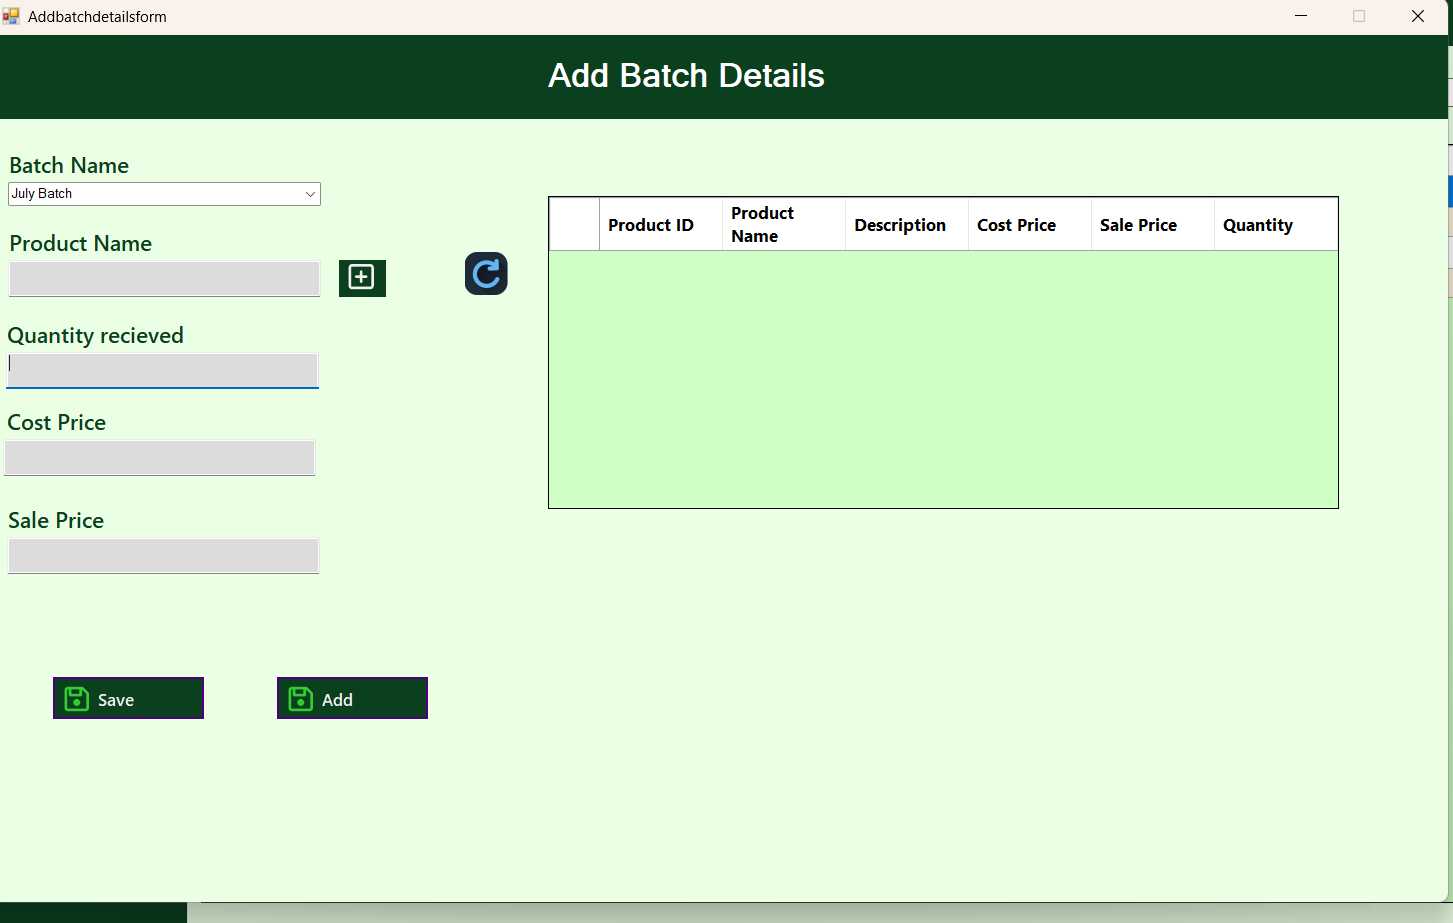 Addbatchdetailsform
Add Batch Details
Batch Name
July Batch
Product Name
Quantity recieved
Cost Price
Sale Price
Save
Add
Product ID
Product
Name
Description
Cost Price
Sale Price
Quantity